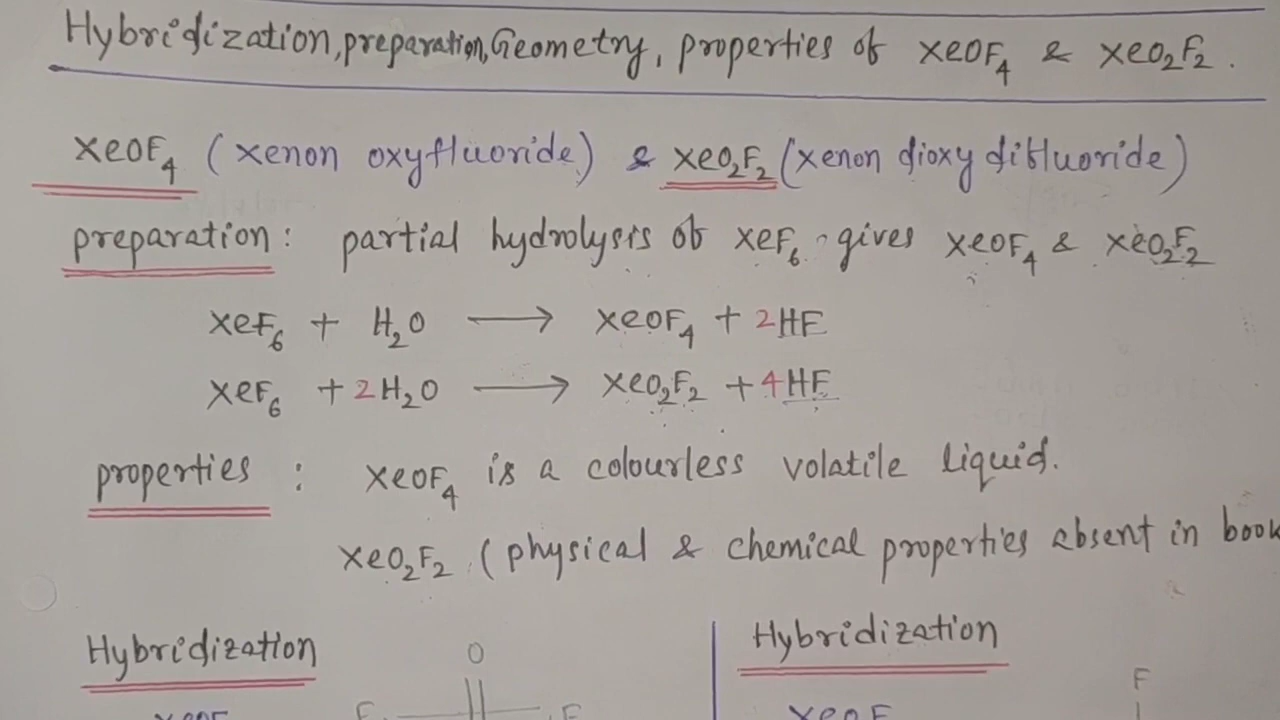 Hybridization, preparation, Geometry, properties of XeOF₄ & XeO₂F₂.
XeOF₄ (xenon oxyfluoride) & XeO₂F₂ (xenon dioxy difluoride)
preparation: partial hydrolysis of XeF₆ gives XeOF₄ & XeO₂F₂
XeF₆ + H₂O ⟶ XeOF₄ + 2HF
XeF₆ + 2H₂O ⟶ XeO₂F₂ + 4HF
properties : XeOF₄ is a colourless volatile liquid.
XeO₂F₂ (physical & chemical properties absent in book
Hybridization
O
F F
Hybridization
F